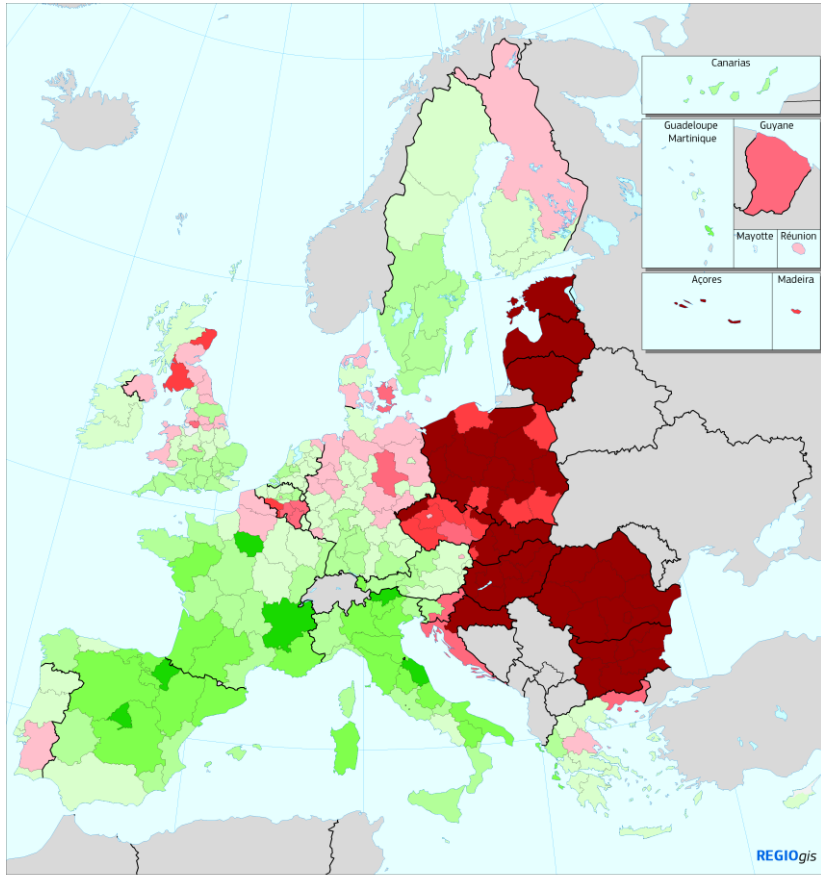 Canarias
Guadeloupe
Martinique
Guyane
Mayotte
Réunion
Açores
Madeira
REGIOgis